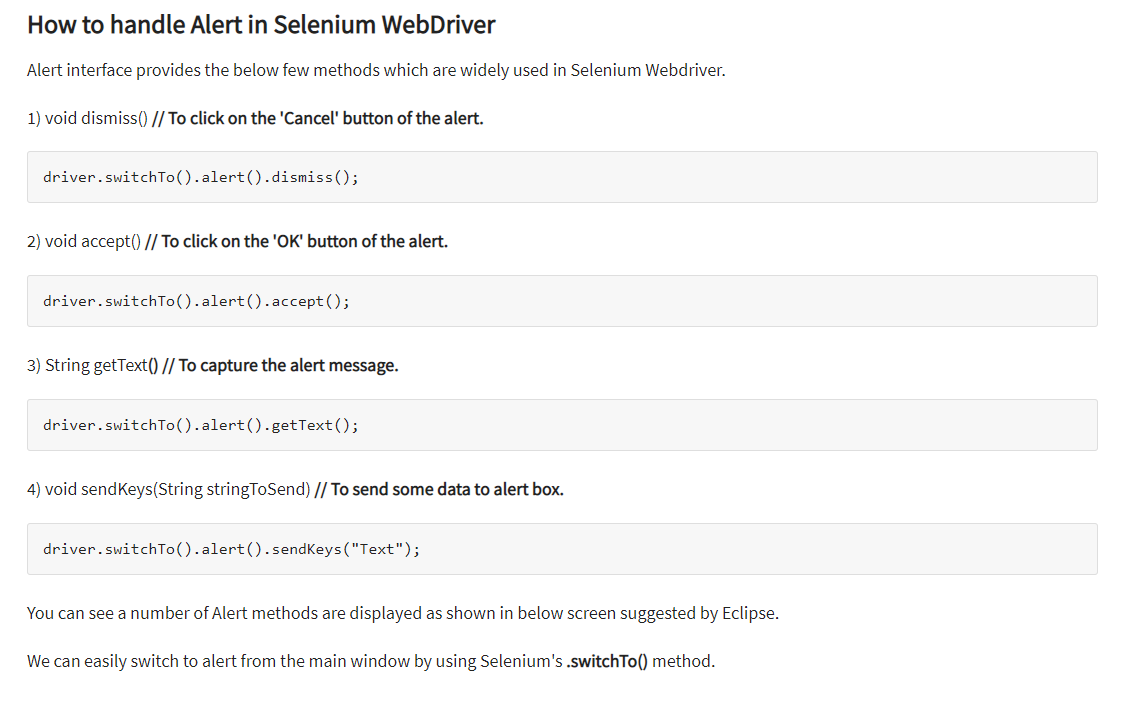 How to handle Alert in Selenium WebDriver
Alert interface provides the below few methods which are widely used in Selenium Webdriver.
1) void dismiss() // To click on the 'Cancel' button of the alert.
driver.switchTo().alert().dismiss();
2) void accept() // To click on the 'OK' button of the alert.
driver.switchTo().alert().accept();
3) String getText() // To capture the alert message.
driver.switchTo().alert().getText();
4) void sendKeys(String stringToSend) // To send some data to alert box.
driver.switchTo().alert().sendKeys("Text");
You can see a number of Alert methods are displayed as shown in below screen suggested by Eclipse.
We can easily switch to alert from the main window by using Selenium's .switchTo() method.